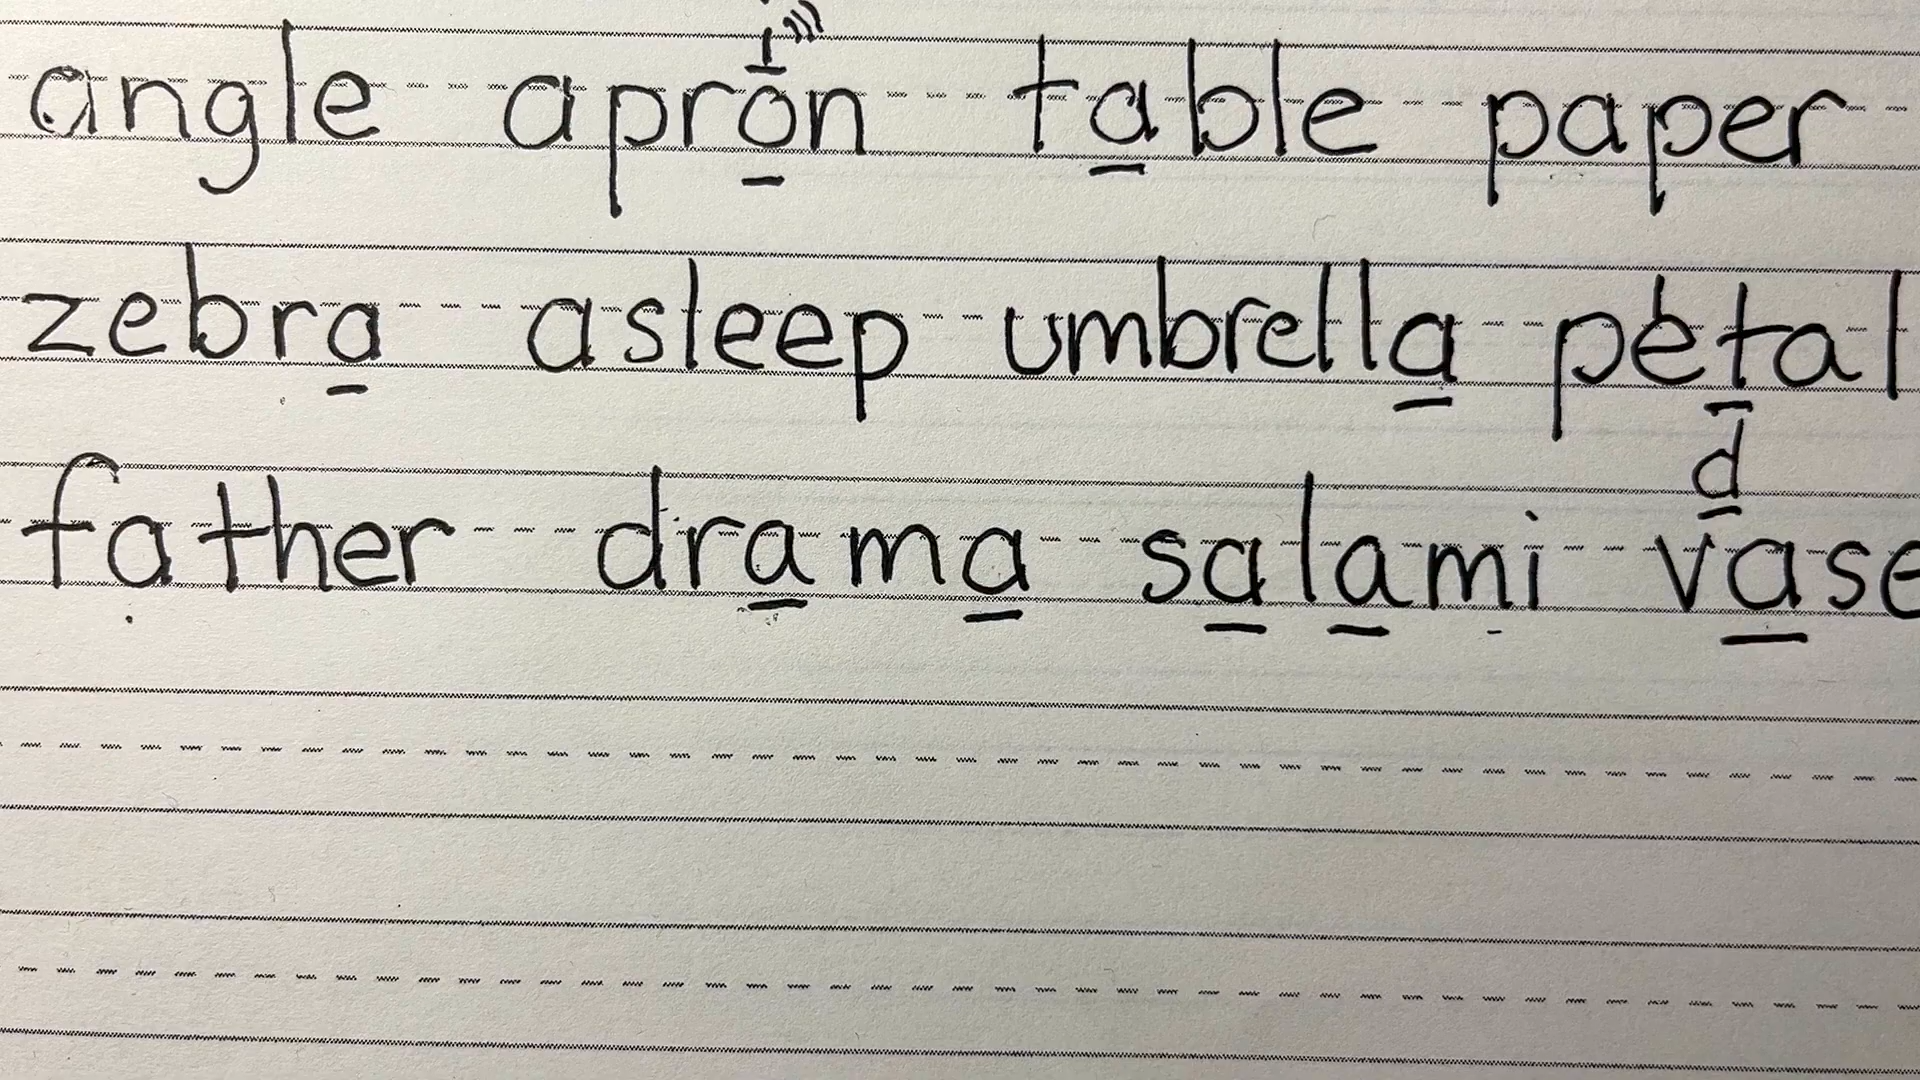 i
angle apron table paper
zebra asleep umbrella petal
d
father drama salami vase